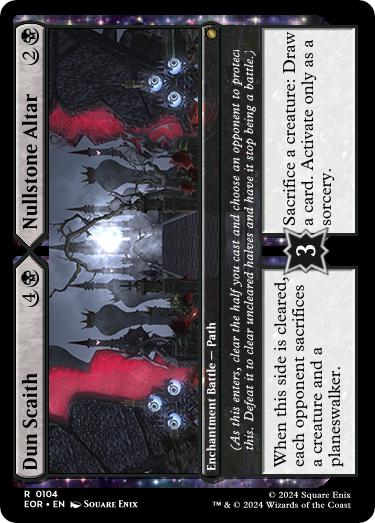 Dun Scaith 4
Nullstone Altar 2
Enchantment Battle — Path
(As this enters, clear the half you cast and choose an opponent to protect
this. Defeat it to clear uncleared halves and have it stop being a battle.)
When this side is cleared,
each opponent sacrifices
a creature and a
planeswalker.
3
Sacrifice a creature: Draw
a card. Activate only as a
sorcery.
R 0104
EOR • EN SQUARE ENIX
© 2024 Square Enix
™ & © 2024 Wizards of the Coast